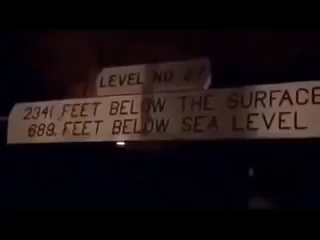 LEVEL NO 27
2341 FEET BELOW THE SURFACE
689 FEET BELOW SEA LEVEL